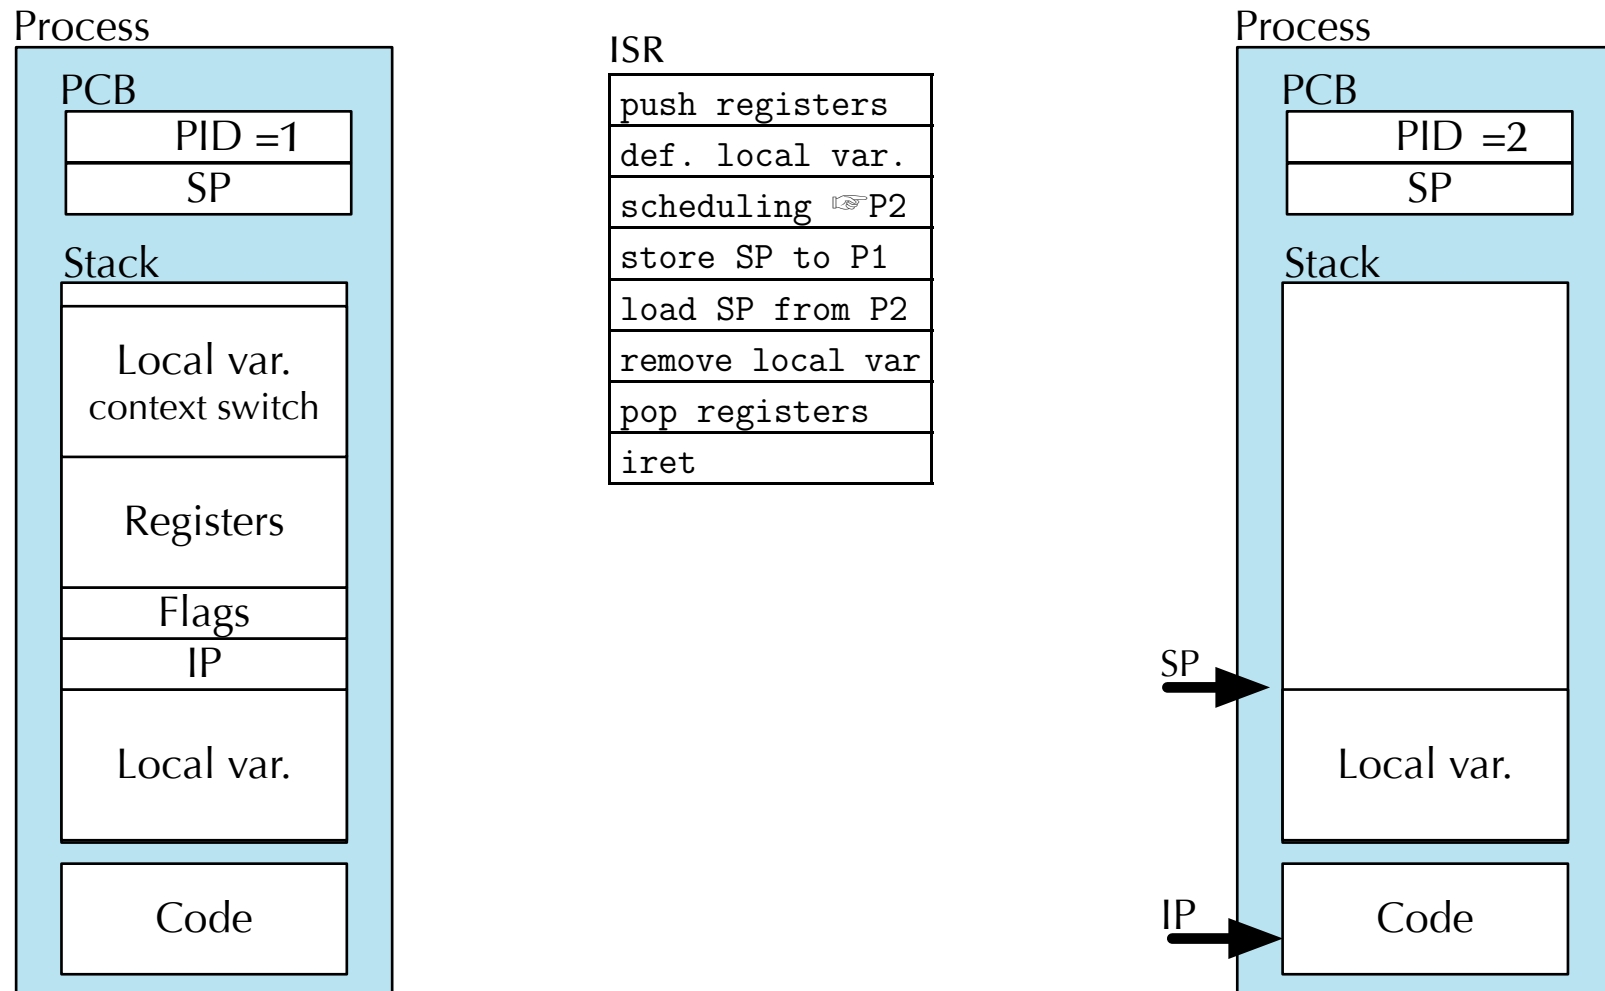 Process
PCB
PID =1
SP
Stack
Local var.
context switch
Registers
Flags
IP
Local var.
Code
ISR
push registers
def. local var.
scheduling ☞P2
store SP to P1
load SP from P2
remove local var
pop registers
iret
Process
PCB
PID =2
SP
Stack
SP
Local var.
IP
Code